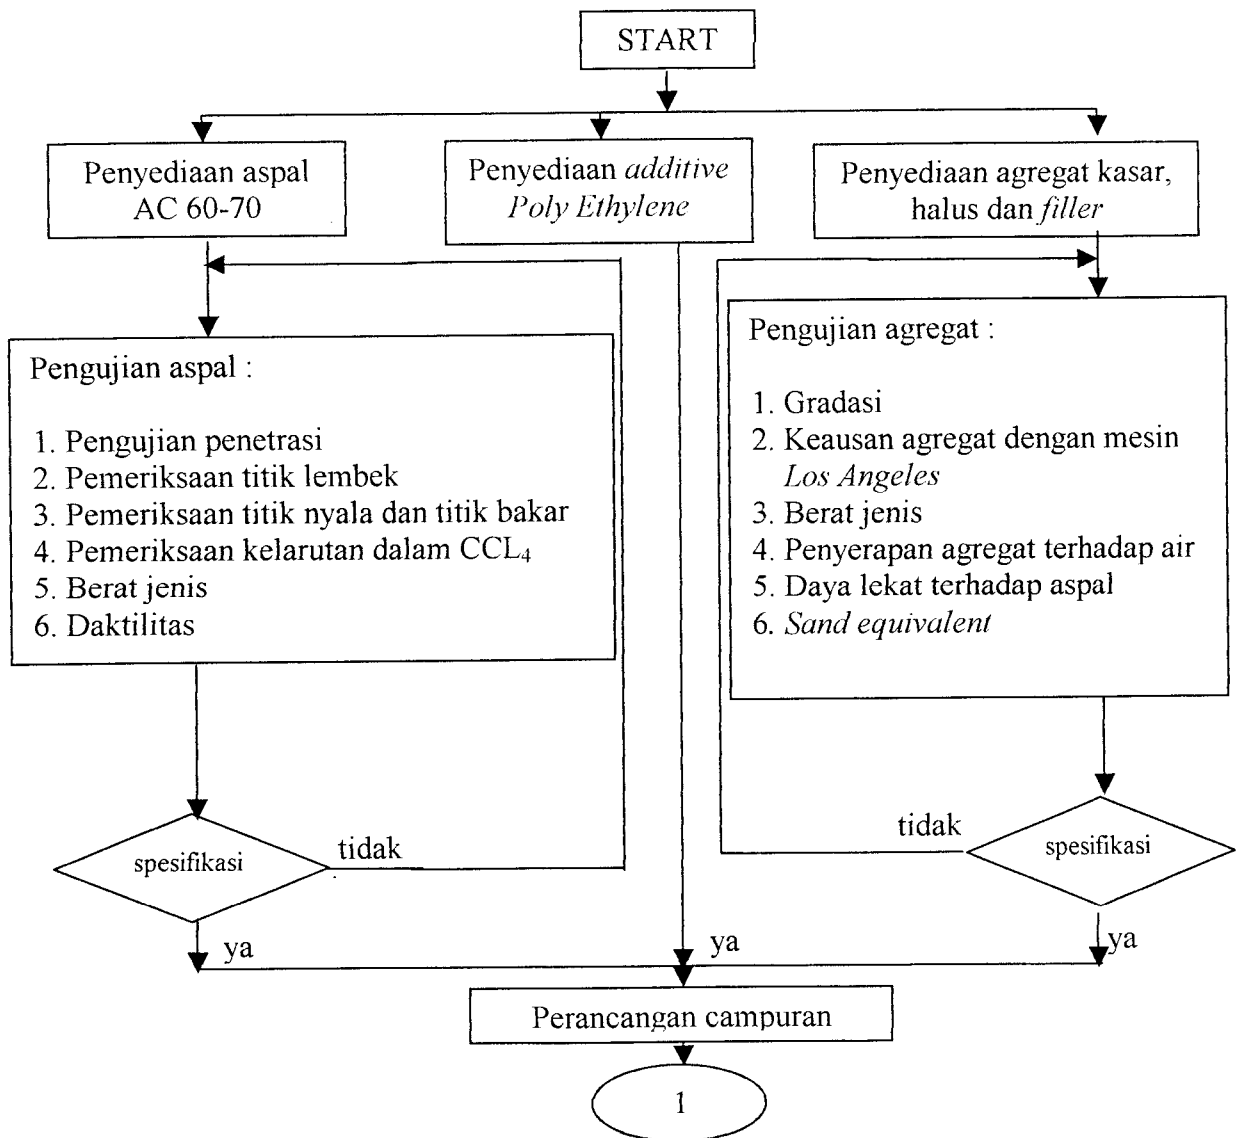 START
Penyediaan aspal
AC 60-70
Penyediaan additive
Poly Ethylene
Penyediaan agregat kasar,
halus dan filler
Pengujian aspal :
1. Pengujian penetrasi
2. Pemeriksaan titik lembek
3. Pemeriksaan titik nyala dan titik bakar
4. Pemeriksaan kelarutan dalam CCL₄
5. Berat jenis
6. Daktilitas
Pengujian agregat :
1. Gradasi
2. Keausan agregat dengan mesin
Los Angeles
3. Berat jenis
4. Penyerapan agregat terhadap air
5. Daya lekat terhadap aspal
6. Sand equivalent
spesifikasi
tidak
tidak
spesifikasi
ya
ya
ya
Perancangan campuran
1